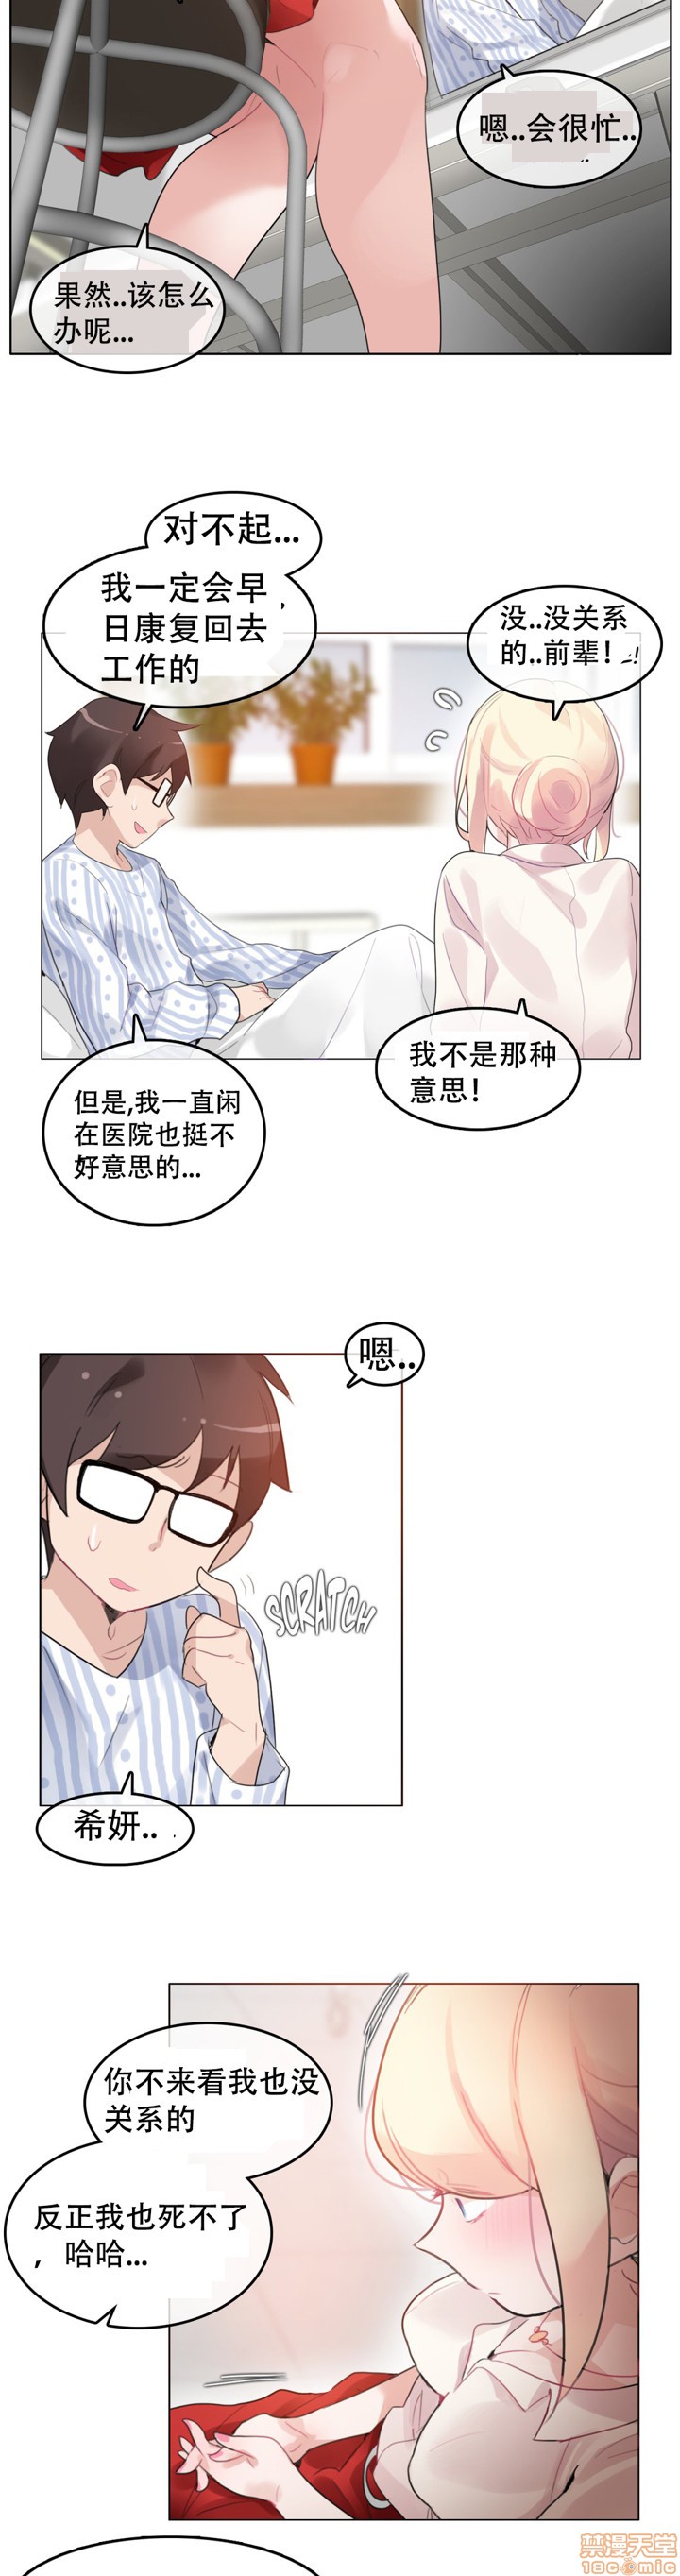 嗯..会很忙..
果然..该怎么
办呢...
对不起...
我一定会早
日康复回去
工作的
没..没关系
的..前辈！
我不是那种
意思！
但是,我一直闲
在医院也挺不
好意思的...
嗯..
SCRATCH
希妍..
你不来看我也没
关系的
反正我也死不了
，哈哈...
禁漫天堂
18comic